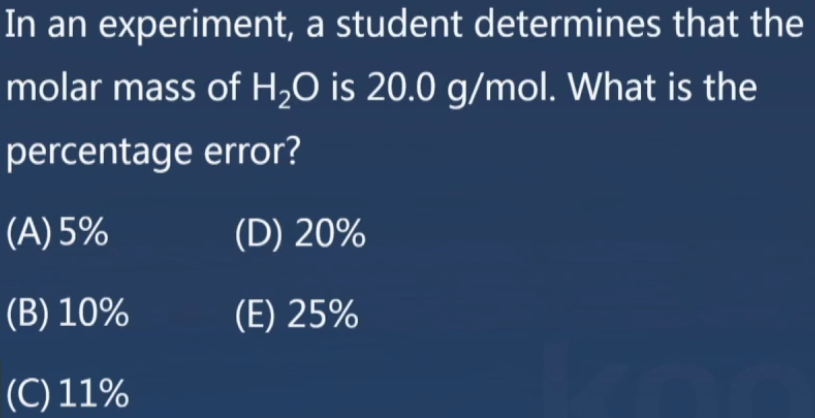 In an experiment, a student determines that the
molar mass of H₂O is 20.0 g/mol. What is the
percentage error?
(A) 5% (D) 20%
(B) 10% (E) 25%
(C) 11%